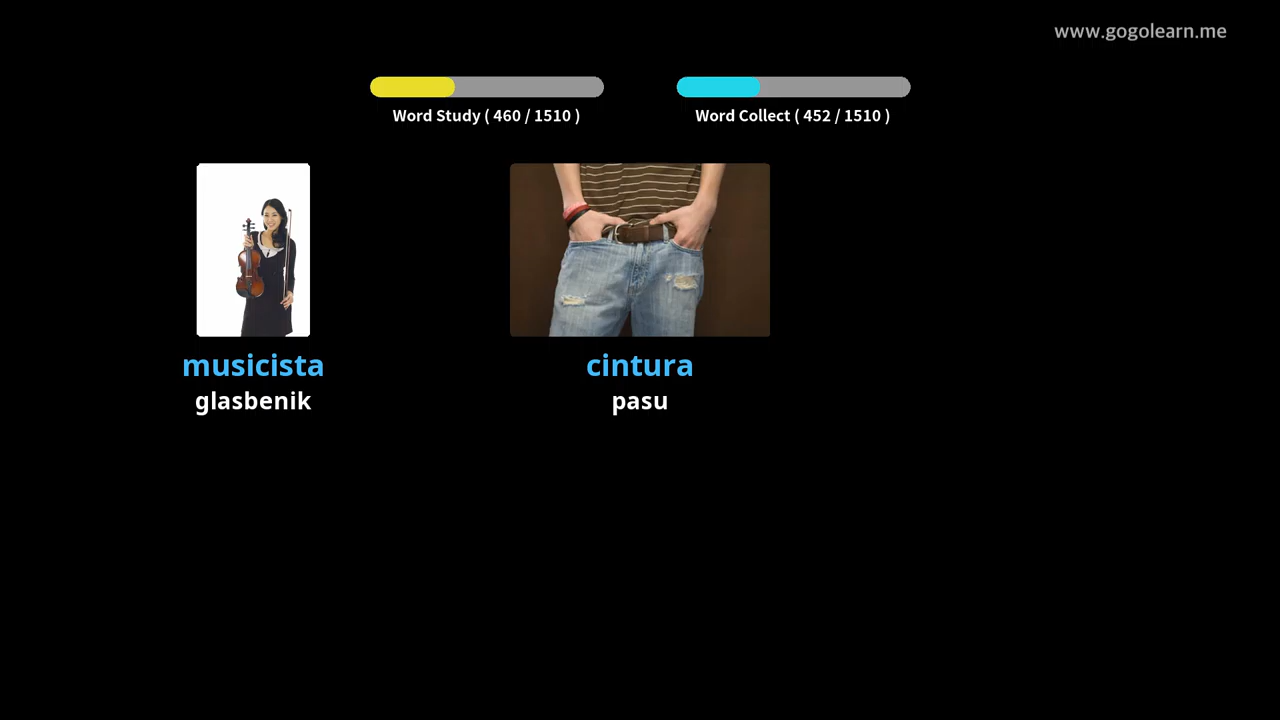 www.gogolearn.me
Word Study ( 460 / 1510 )
Word Collect ( 452 / 1510 )
musicista
glasbenik
cintura
pasu